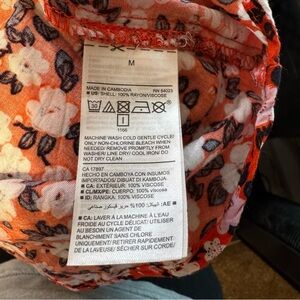 M
MADE IN CAMBODIA RN 54023
■ US: SHELL: 100% RAYON/VISCOSE
1166
MACHINE WASH COLD GENTLE CYCLE/
ONLY NON-CHLORINE BLEACH WHEN
NEEDED/ REMOVE PROMPTLY FROM
WASHER/ LINE DRY COOL IRON/ DO
NOT DRY CLEAN
CA 17897
HECHO EN CAMBOYA CON INSUMOS
IMPORTADOS/ DIBUAT DI KAMBOJA
■ CA: EXTÉRIEUR: 100% VISCOSE
■ CUERPO: 100% viscosa
■ ID: RANGKA: 100% VISCOSE
■ AE:
■ CA: LAVER À LA MACHINE À L'EAU
FROIDE AU CYCLE DÉLICAT/ UTILISER
AU BESOIN UN AGENT DE
BLANCHIMENT SANS CHLORE
UNIQUEMENT/ RETIRER RAPIDEMENT
DE LA LAVEUSE/ SÉCHER SUR CORDE/